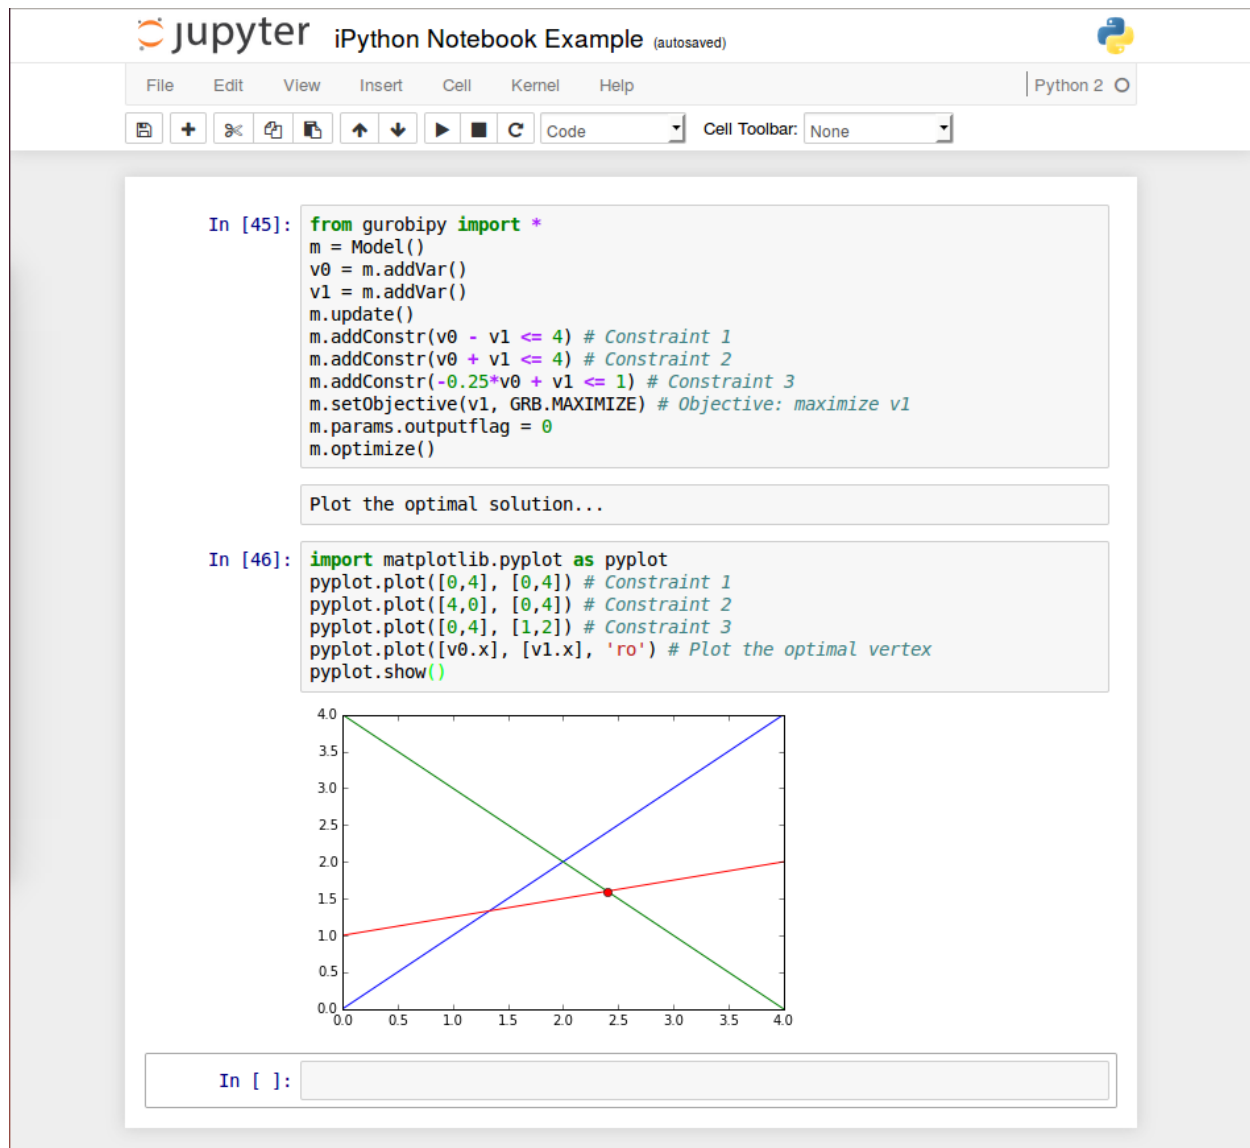 jupyter iPython Notebook Example (autosaved)
File Edit View Insert Cell Kernel Help Python 2
Code Cell Toolbar: None
In [45]: from gurobipy import *
m = Model()
v0 = m.addVar()
v1 = m.addVar()
m.update()
m.addConstr(v0 - v1 <= 4) # Constraint 1
m.addConstr(v0 + v1 <= 4) # Constraint 2
m.addConstr(-0.25*v0 + v1 <= 1) # Constraint 3
m.setObjective(v1, GRB.MAXIMIZE) # Objective: maximize v1
m.params.outputflag = 0
m.optimize()
Plot the optimal solution...
In [46]: import matplotlib.pyplot as pyplot
pyplot.plot([0,4], [0,4]) # Constraint 1
pyplot.plot([4,0], [0,4]) # Constraint 2
pyplot.plot([0,4], [1,2]) # Constraint 3
pyplot.plot([v0.x], [v1.x], 'ro') # Plot the optimal vertex
pyplot.show()
4.0
3.5
3.0
2.5
2.0
1.5
1.0
0.5
0.0
0.0 0.5 1.0 1.5 2.0 2.5 3.0 3.5 4.0
In [ ]: